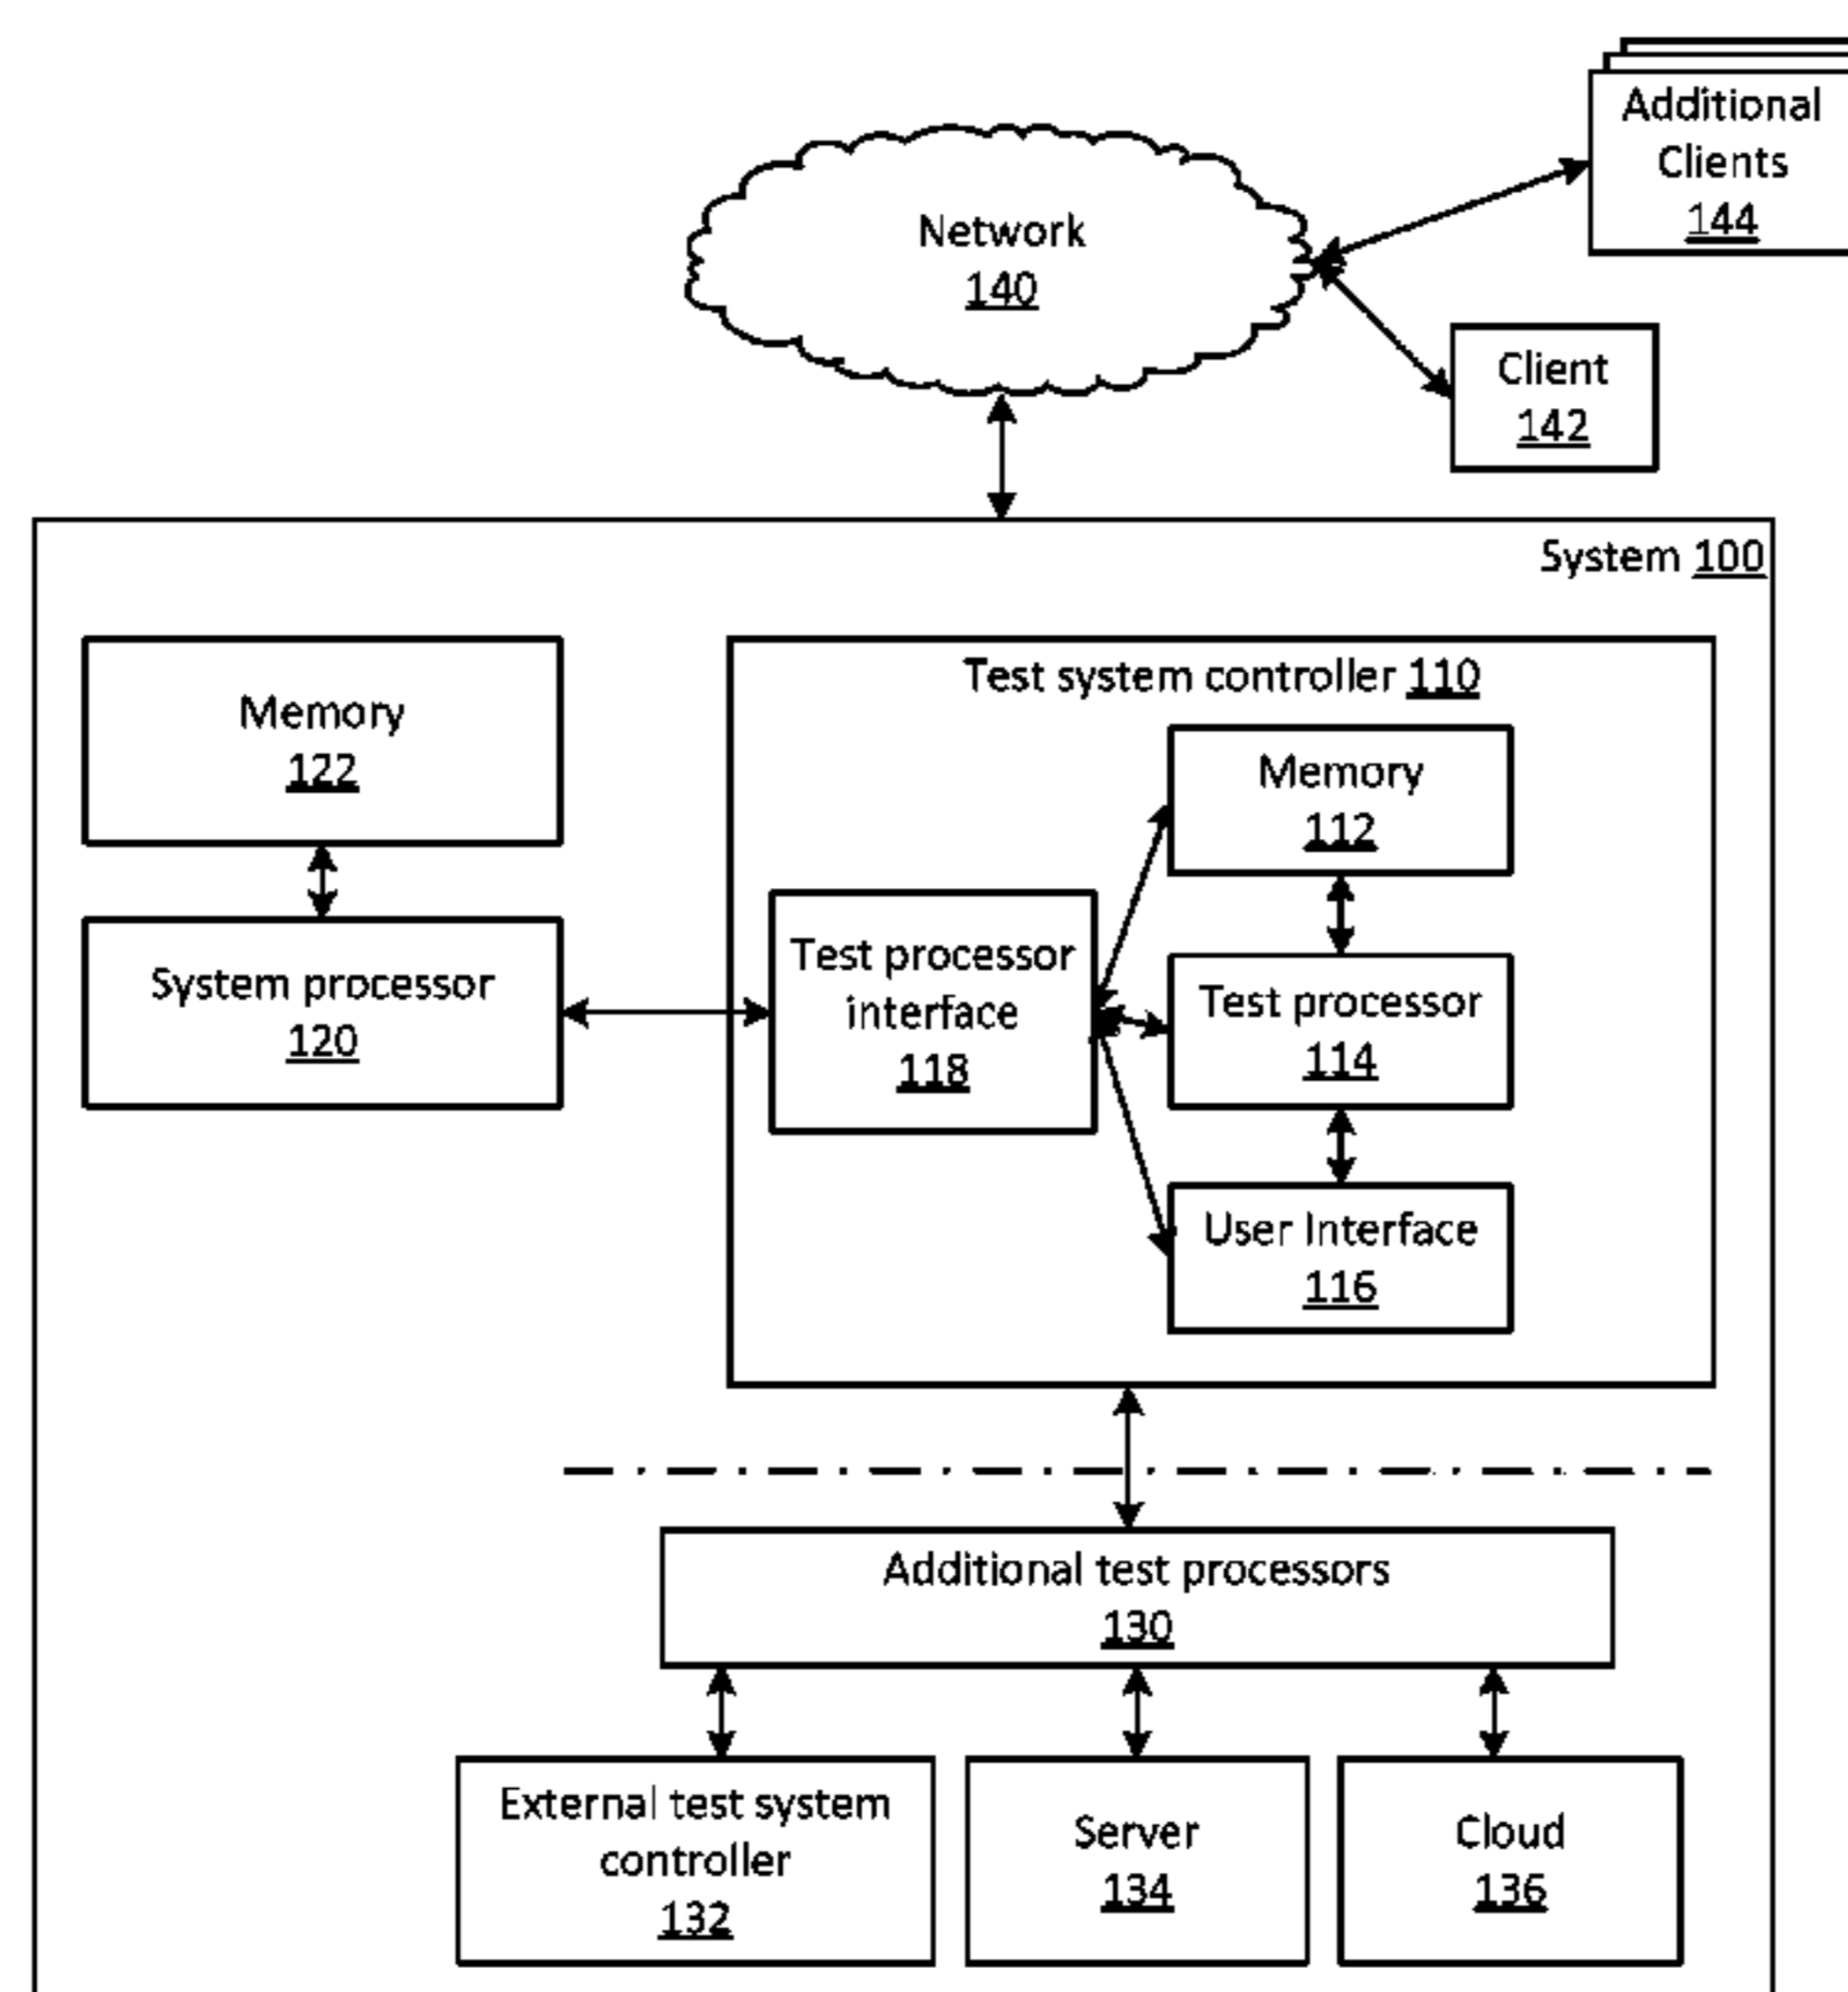 Additional
Clients
144
Network
140
Client
142
System 100
Memory
122
Test system controller 110
Memory
112
System processor
120
Test processor
interface
118
Test processor
114
User Interface
116
Additional test processors
130
External test system
controller
132
Server
134
Cloud
136